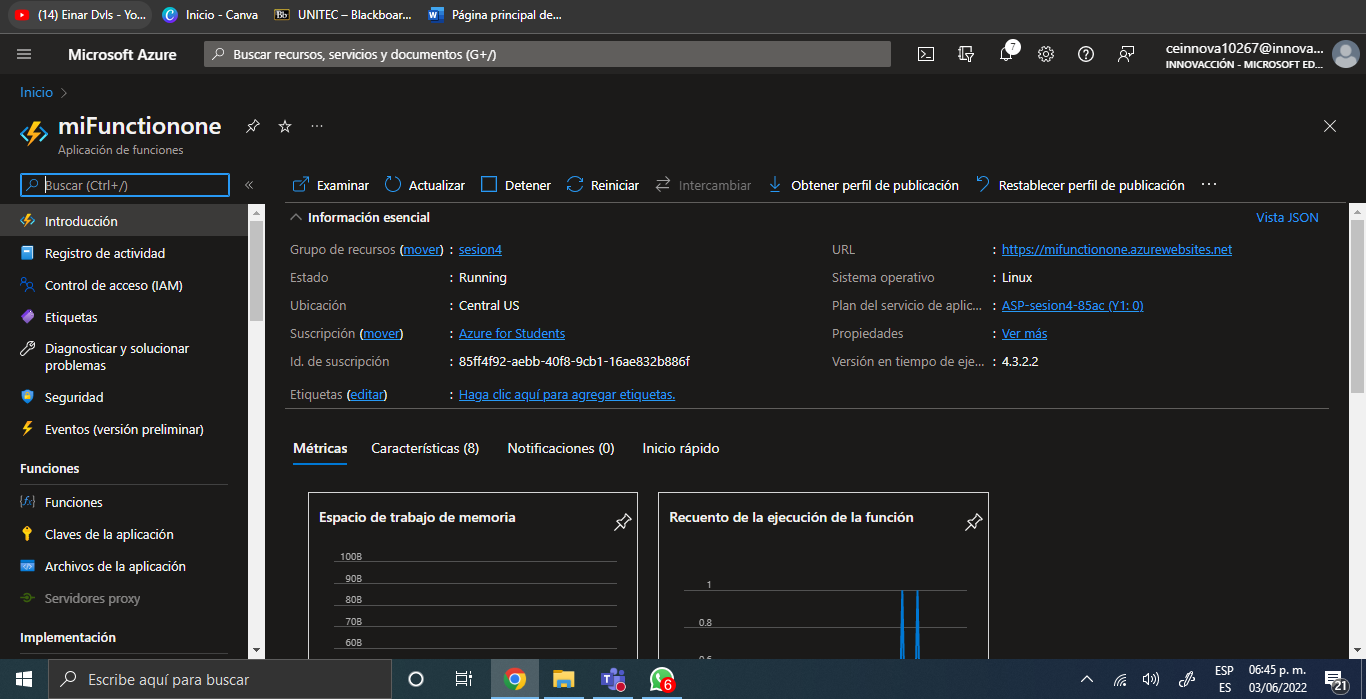 (14) Einar Dvls - Yo...
Inicio - Canva
Bb
UNITEC – Blackboar...
Página principal de...
Microsoft Azure
Buscar recursos, servicios y documentos (G+/)
7
ceinnova10267@innova...
INNOVACCIÓN - MICROSOFT ED...
Inicio
miFunctionone
...
Aplicación de funciones
Buscar (Ctrl+/)
«
Examinar
Actualizar
Detener
Reiniciar
Intercambiar
Obtener perfil de publicación
Restablecer perfil de publicación
...
Introducción
Registro de actividad
Control de acceso (IAM)
Etiquetas
Diagnosticar y solucionar
problemas
Seguridad
Eventos (versión preliminar)
Funciones
Funciones
Claves de la aplicación
Archivos de la aplicación
Servidores proxy
Implementación
Información esencial
Vista JSON
Grupo de recursos (mover) : sesion4
Estado : Running
Ubicación : Central US
Suscripción (mover) : Azure for Students
Id. de suscripción : 85ff4f92-aebb-40f8-9cb1-16ae832b886f
Etiquetas (editar) : Haga clic aquí para agregar etiquetas.
URL : https://mifunctionone.azurewebsites.net
Sistema operativo : Linux
Plan del servicio de aplic... : ASP-sesion4-85ac (Y1: 0)
Propiedades : Ver más
Versión en tiempo de eje... : 4.3.2.2
Métricas
Características (8)
Notificaciones (0)
Inicio rápido
Espacio de trabajo de memoria
100B
90B
80B
70B
60B
Recuento de la ejecución de la función
1
0.8
0.6
Escribe aquí para buscar
6
ESP
ES
06:45 p. m.
03/06/2022
21